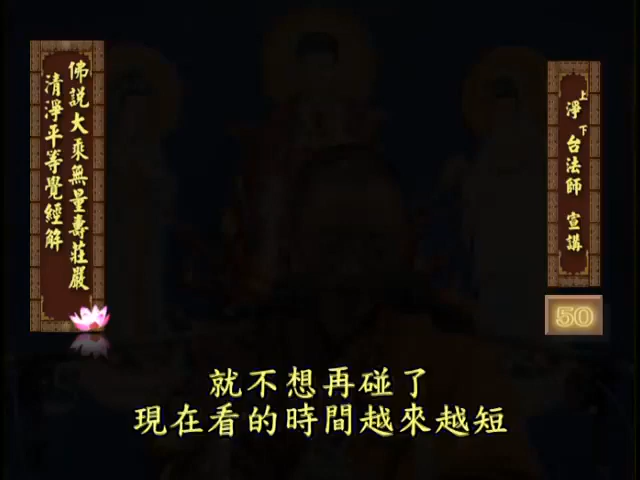 佛說大乘無量壽莊嚴
清淨平等覺經解
上淨下台法師 宣講
50
就不想再碰了
現在看的時間越來越短